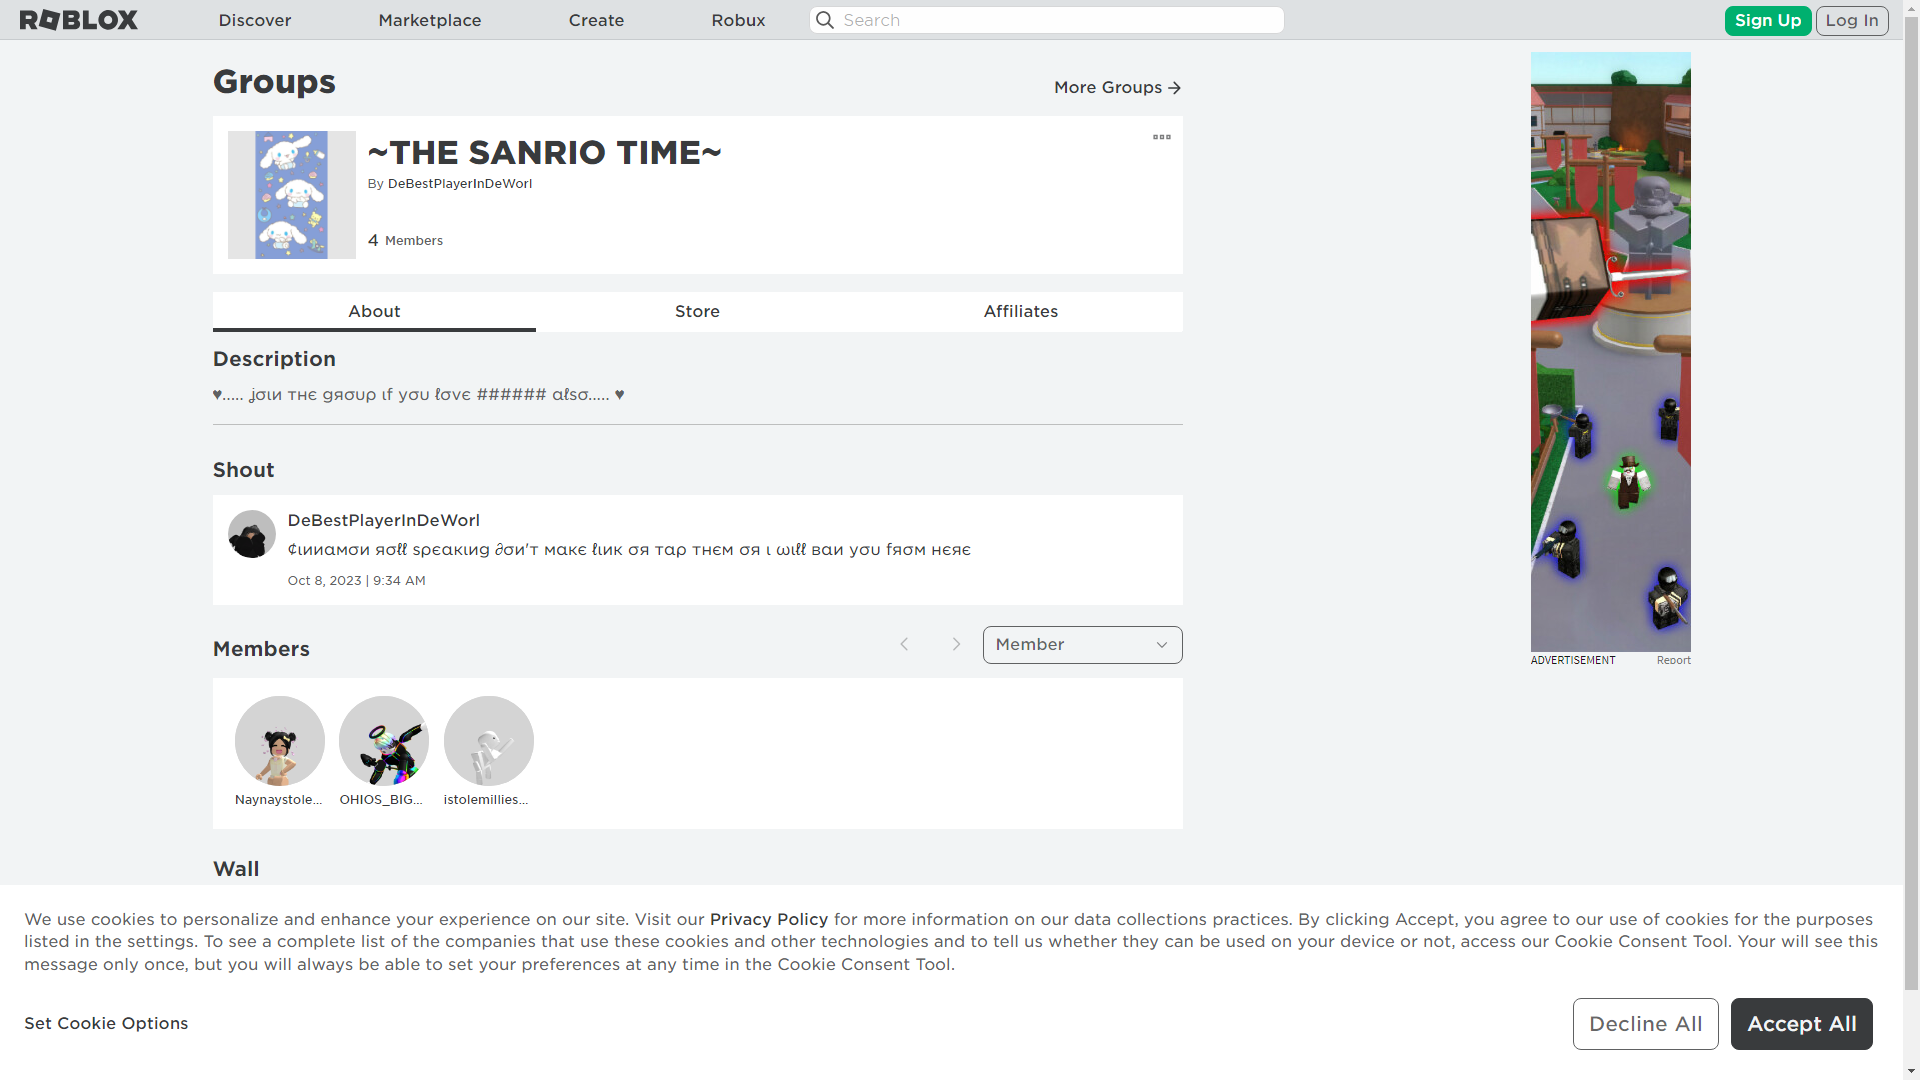 ROBLOX
Discover
Marketplace
Create
Robux
Search
Sign Up
Log In
Groups
More Groups →
~THE SANRIO TIME~
By DeBestPlayerInDeWorl
4 Members
About
Store
Affiliates
Description
♥..... ʝσιи тнє gяσυρ ιf уσυ ℓσνє ###### αℓsσ..... ♥
Shout
DeBestPlayerInDeWorl
¢ιииαмσи яσℓℓ sρєαкιиg ∂σи'т мαкє ℓιик σя тαρ тнєм σя ι ωιℓℓ вαи уσυ fяσм нєяє
Oct 8, 2023 | 9:34 AM
Members
Member
Naynaystole...
OHIOS_BIG...
istolemillies...
Wall
ADVERTISEMENT
Report
We use cookies to personalize and enhance your experience on our site. Visit our Privacy Policy for more information on our data collections practices. By clicking Accept, you agree to our use of cookies for the purposes
listed in the settings. To see a complete list of the companies that use these cookies and other technologies and to tell us whether they can be used on your device or not, access our Cookie Consent Tool. Your will see this
message only once, but you will always be able to set your preferences at any time in the Cookie Consent Tool.
Set Cookie Options
Decline All
Accept All